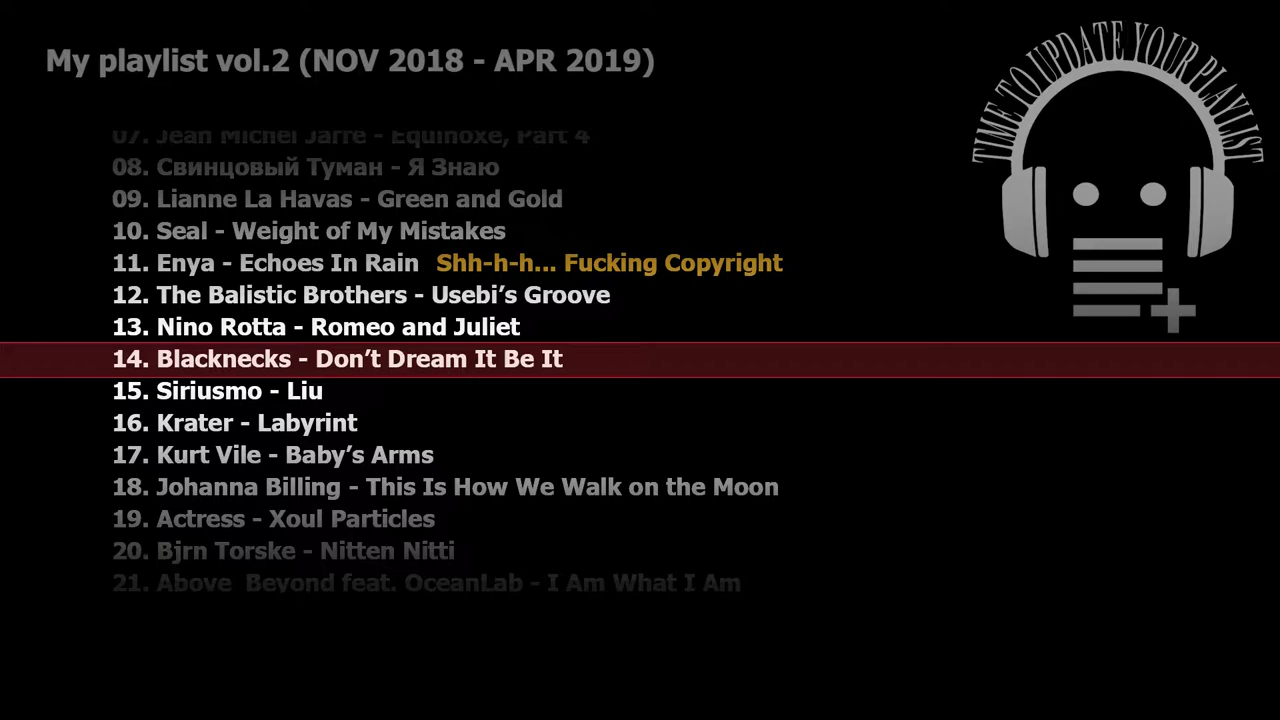 My playlist vol.2 (NOV 2018 - APR 2019)
TIME TO UPDATE YOUR PLAYLIST
07. Jean Michel Jarre - Equinoxe, Part 4
08. Свинцовый Туман - Я Знаю
09. Lianne La Havas - Green and Gold
10. Seal - Weight of My Mistakes
11. Enya - Echoes In Rain Shh-h-h... Fucking Copyright
12. The Balistic Brothers - Usebi’s Groove
13. Nino Rotta - Romeo and Juliet
14. Blacknecks - Don’t Dream It Be It
15. Siriusmo - Liu
16. Krater - Labyrint
17. Kurt Vile - Baby’s Arms
18. Johanna Billing - This Is How We Walk on the Moon
19. Actress - Xoul Particles
20. Bjrn Torske - Nitten Nitti
21. Above  Beyond feat. OceanLab - I Am What I Am